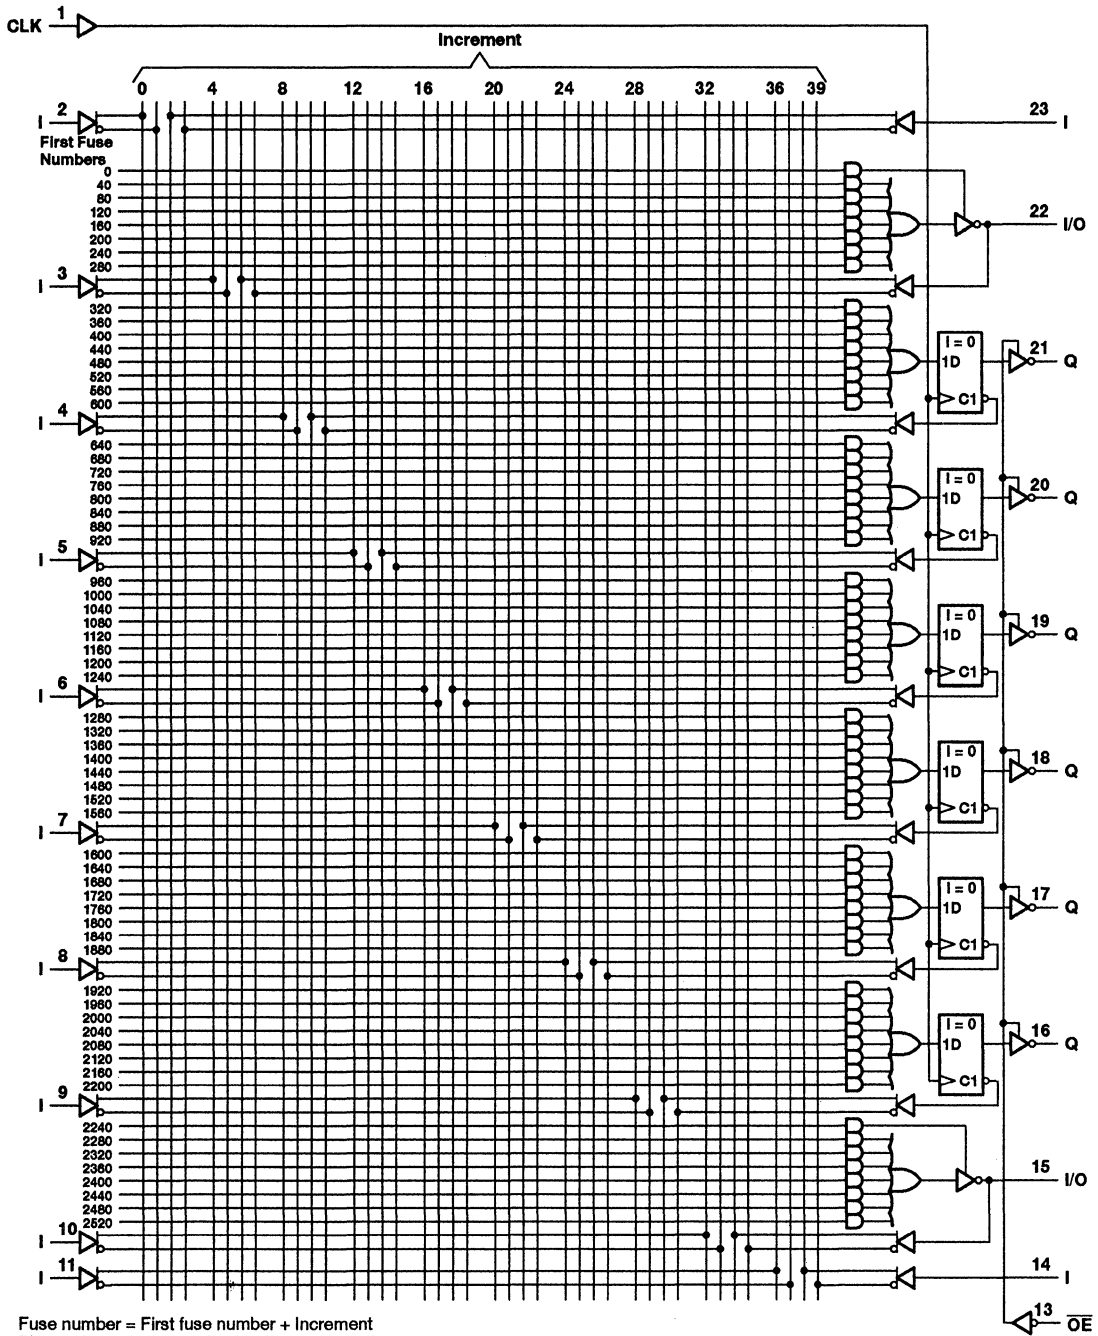 CLK 1
Increment
0 4 8 12 16 20 24 28 32 36 39
I 2 23 I
First Fuse
Numbers
0
40
80
120
160 22 I/O
200
240
280
I 3
320
360
400 I = 0
440 21
480 1D Q
520
560
600 C1
I 4
640
680
720 I = 0
760 20
800 1D Q
840
880
920 C1
I 5
960
1000
1040 I = 0
1080 19
1120 1D Q
1160
1200
1240 C1
I 6
1280
1320
1360 I = 0
1400 18
1440 1D Q
1480
1520
1560 C1
I 7
1600
1640
1680 I = 0
1720 17
1760 1D Q
1800
1840
1880 C1
I 8
1920
1960
2000 I = 0
2040 16
2080 1D Q
2120
2160
2200 C1
I 9
2240
2280
2320
2360 15
2400 I/O
2440
2480
2520
I 10
I 11 14 I
13 OE
Fuse number = First fuse number + Increment